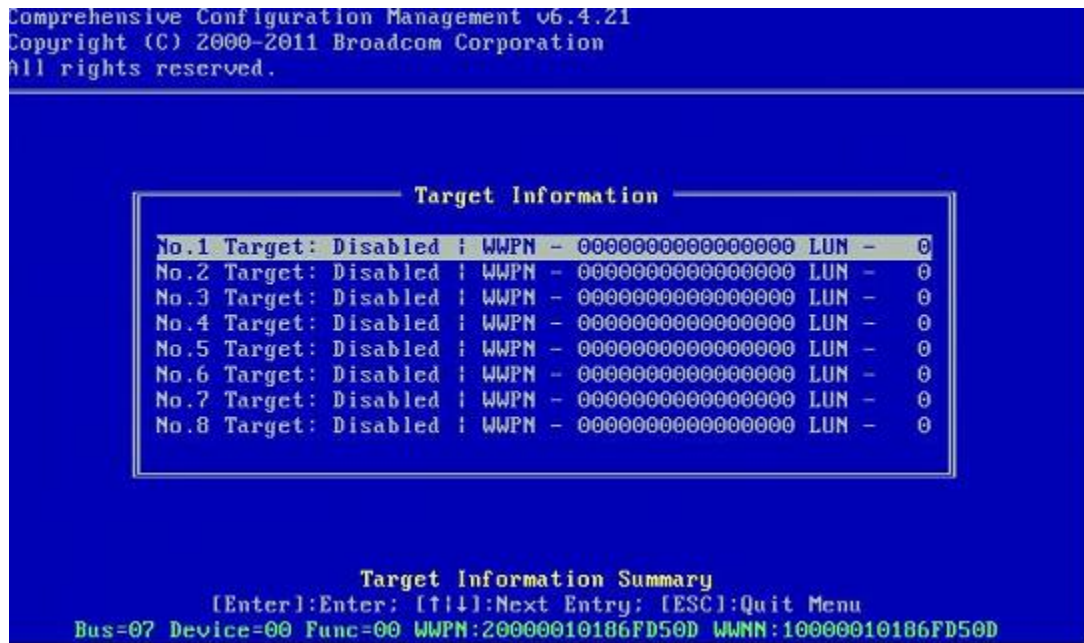 Comprehensive Configuration Management v6.4.21
Copyright (C) 2000-2011 Broadcom Corporation
All rights reserved.
Target Information
No.1 Target: Disabled ¦ WWPN - 0000000000000000 LUN - 0
No.2 Target: Disabled ¦ WWPN - 0000000000000000 LUN - 0
No.3 Target: Disabled ¦ WWPN - 0000000000000000 LUN - 0
No.4 Target: Disabled ¦ WWPN - 0000000000000000 LUN - 0
No.5 Target: Disabled ¦ WWPN - 0000000000000000 LUN - 0
No.6 Target: Disabled ¦ WWPN - 0000000000000000 LUN - 0
No.7 Target: Disabled ¦ WWPN - 0000000000000000 LUN - 0
No.8 Target: Disabled ¦ WWPN - 0000000000000000 LUN - 0
Target Information Summary
[Enter]:Enter; [↑¦↓]:Next Entry; [ESC]:Quit Menu
Bus=07 Device=00 Func=00 WWPN:20000010186FD50D WWNN:10000010186FD50D